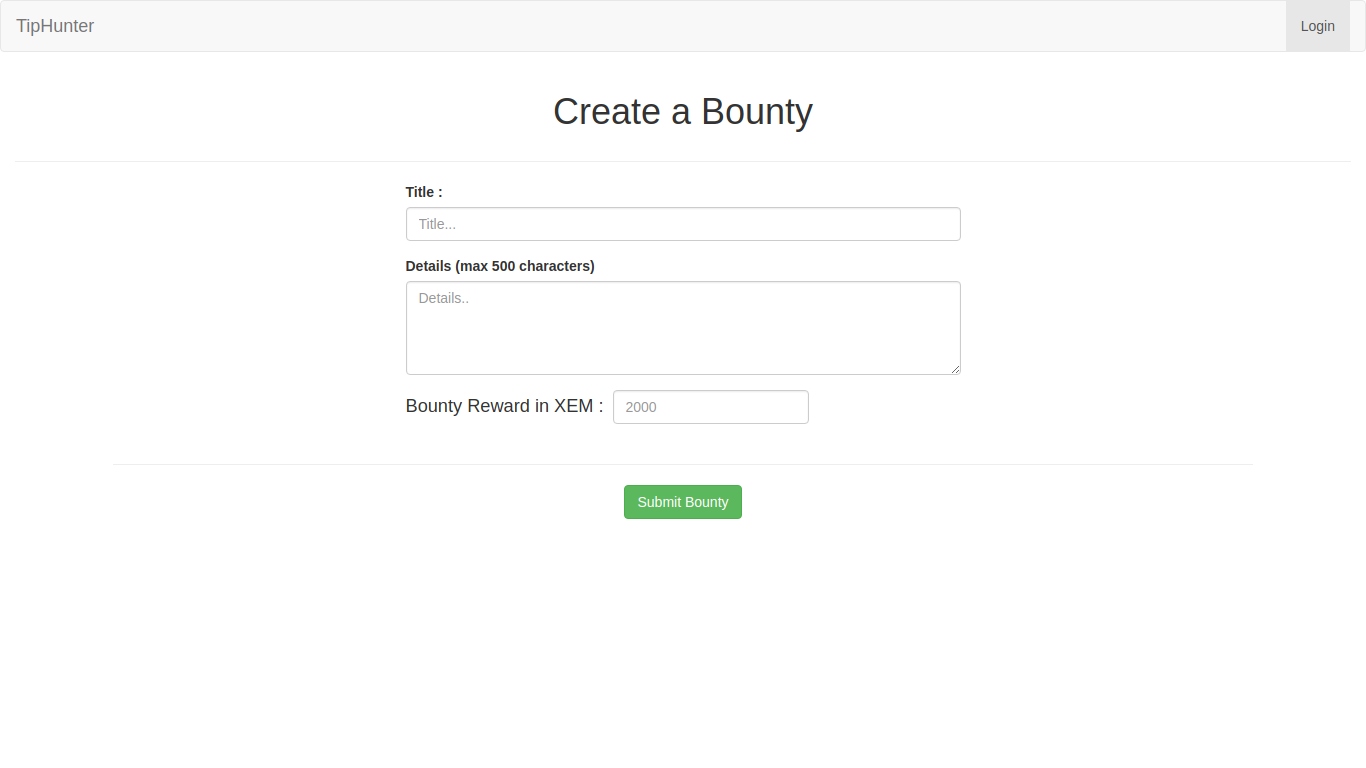 TipHunter
Login
Create a Bounty
Title :
Title...
Details (max 500 characters)
Details..
Bounty Reward in XEM :
2000
Submit Bounty